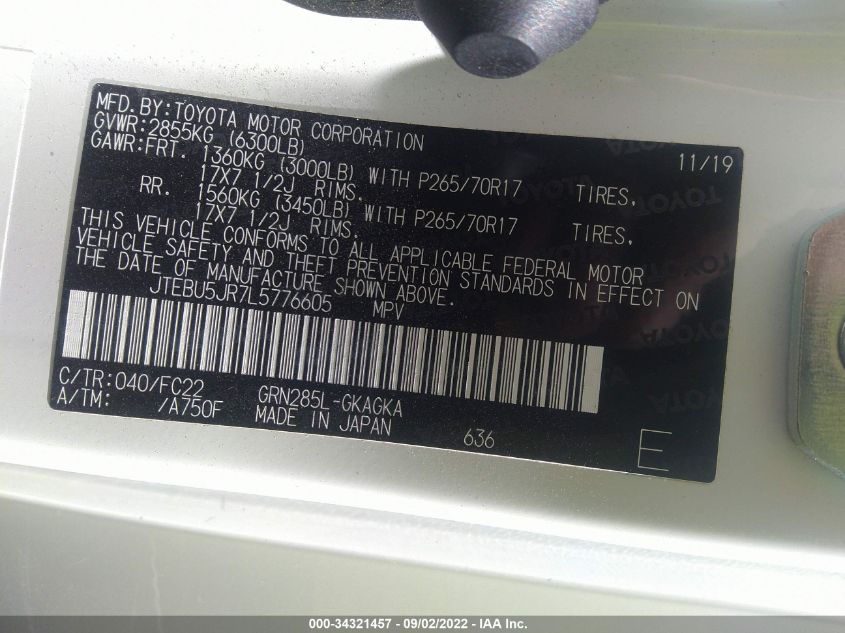 MFD.BY:TOYOTA MOTOR CORPORATION 11/19
GVWR:2855KG (6300LB)
GAWR:FRT. 1360KG (3000LB) WITH P265/70R17 TIRES,
17X7 1/2J RIMS,
RR. 1560KG (3450LB) WITH P265/70R17 TIRES,
17X7 1/2J RIMS.
THIS VEHICLE CONFORMS TO ALL APPLICABLE FEDERAL MOTOR
VEHICLE SAFETY AND THEFT PREVENTION STANDARDS IN EFFECT ON
THE DATE OF MANUFACTURE SHOWN ABOVE.
JTEBU5JR7L5776605 MPV
C/TR:040/FC22 GRN285L-GKAGKA
A/TM: /A750F MADE IN JAPAN 636 E
TOYOTA
TOYOTA
TOYOTA
000-34321457 - 09/02/2022 - IAA Inc.